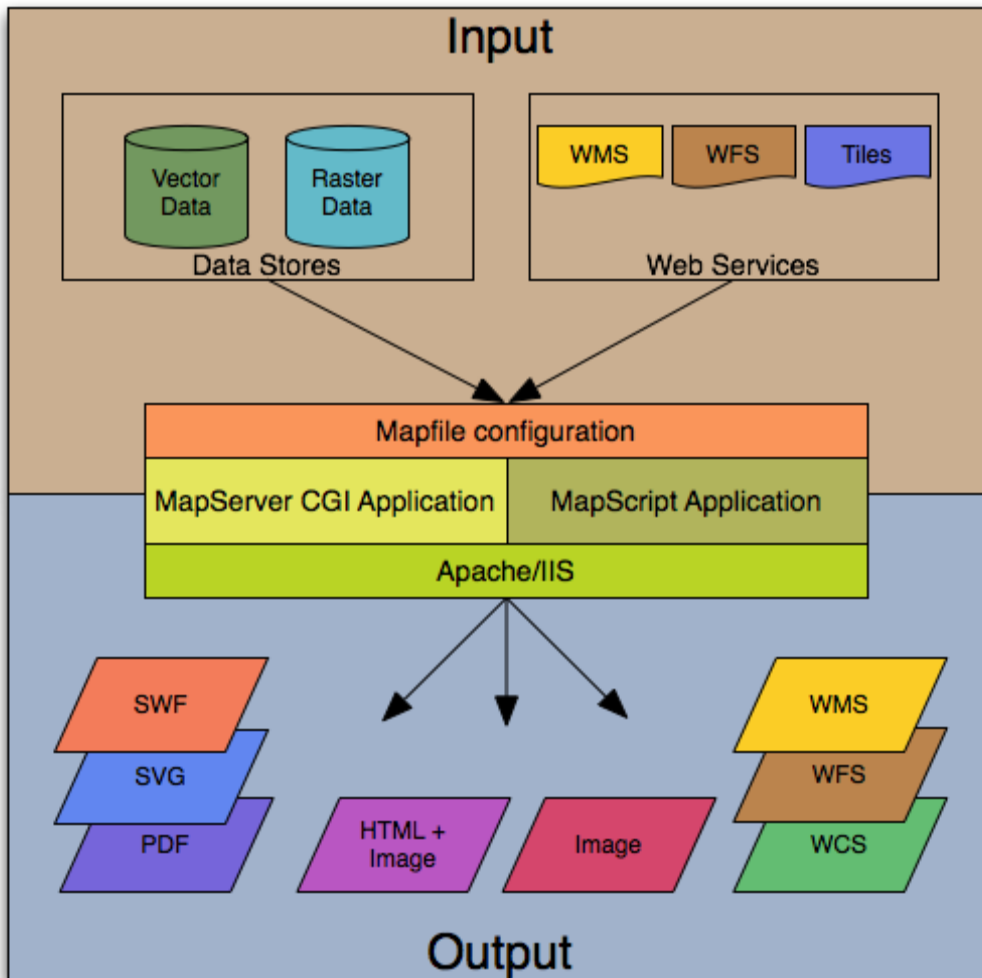 Input
Vector
Data
Raster
Data
Data Stores
WMS
WFS
Tiles
Web Services
Mapfile configuration
MapServer CGI Application
MapScript Application
Apache/IIS
SWF
SVG
PDF
HTML +
Image
Image
WMS
WFS
WCS
Output